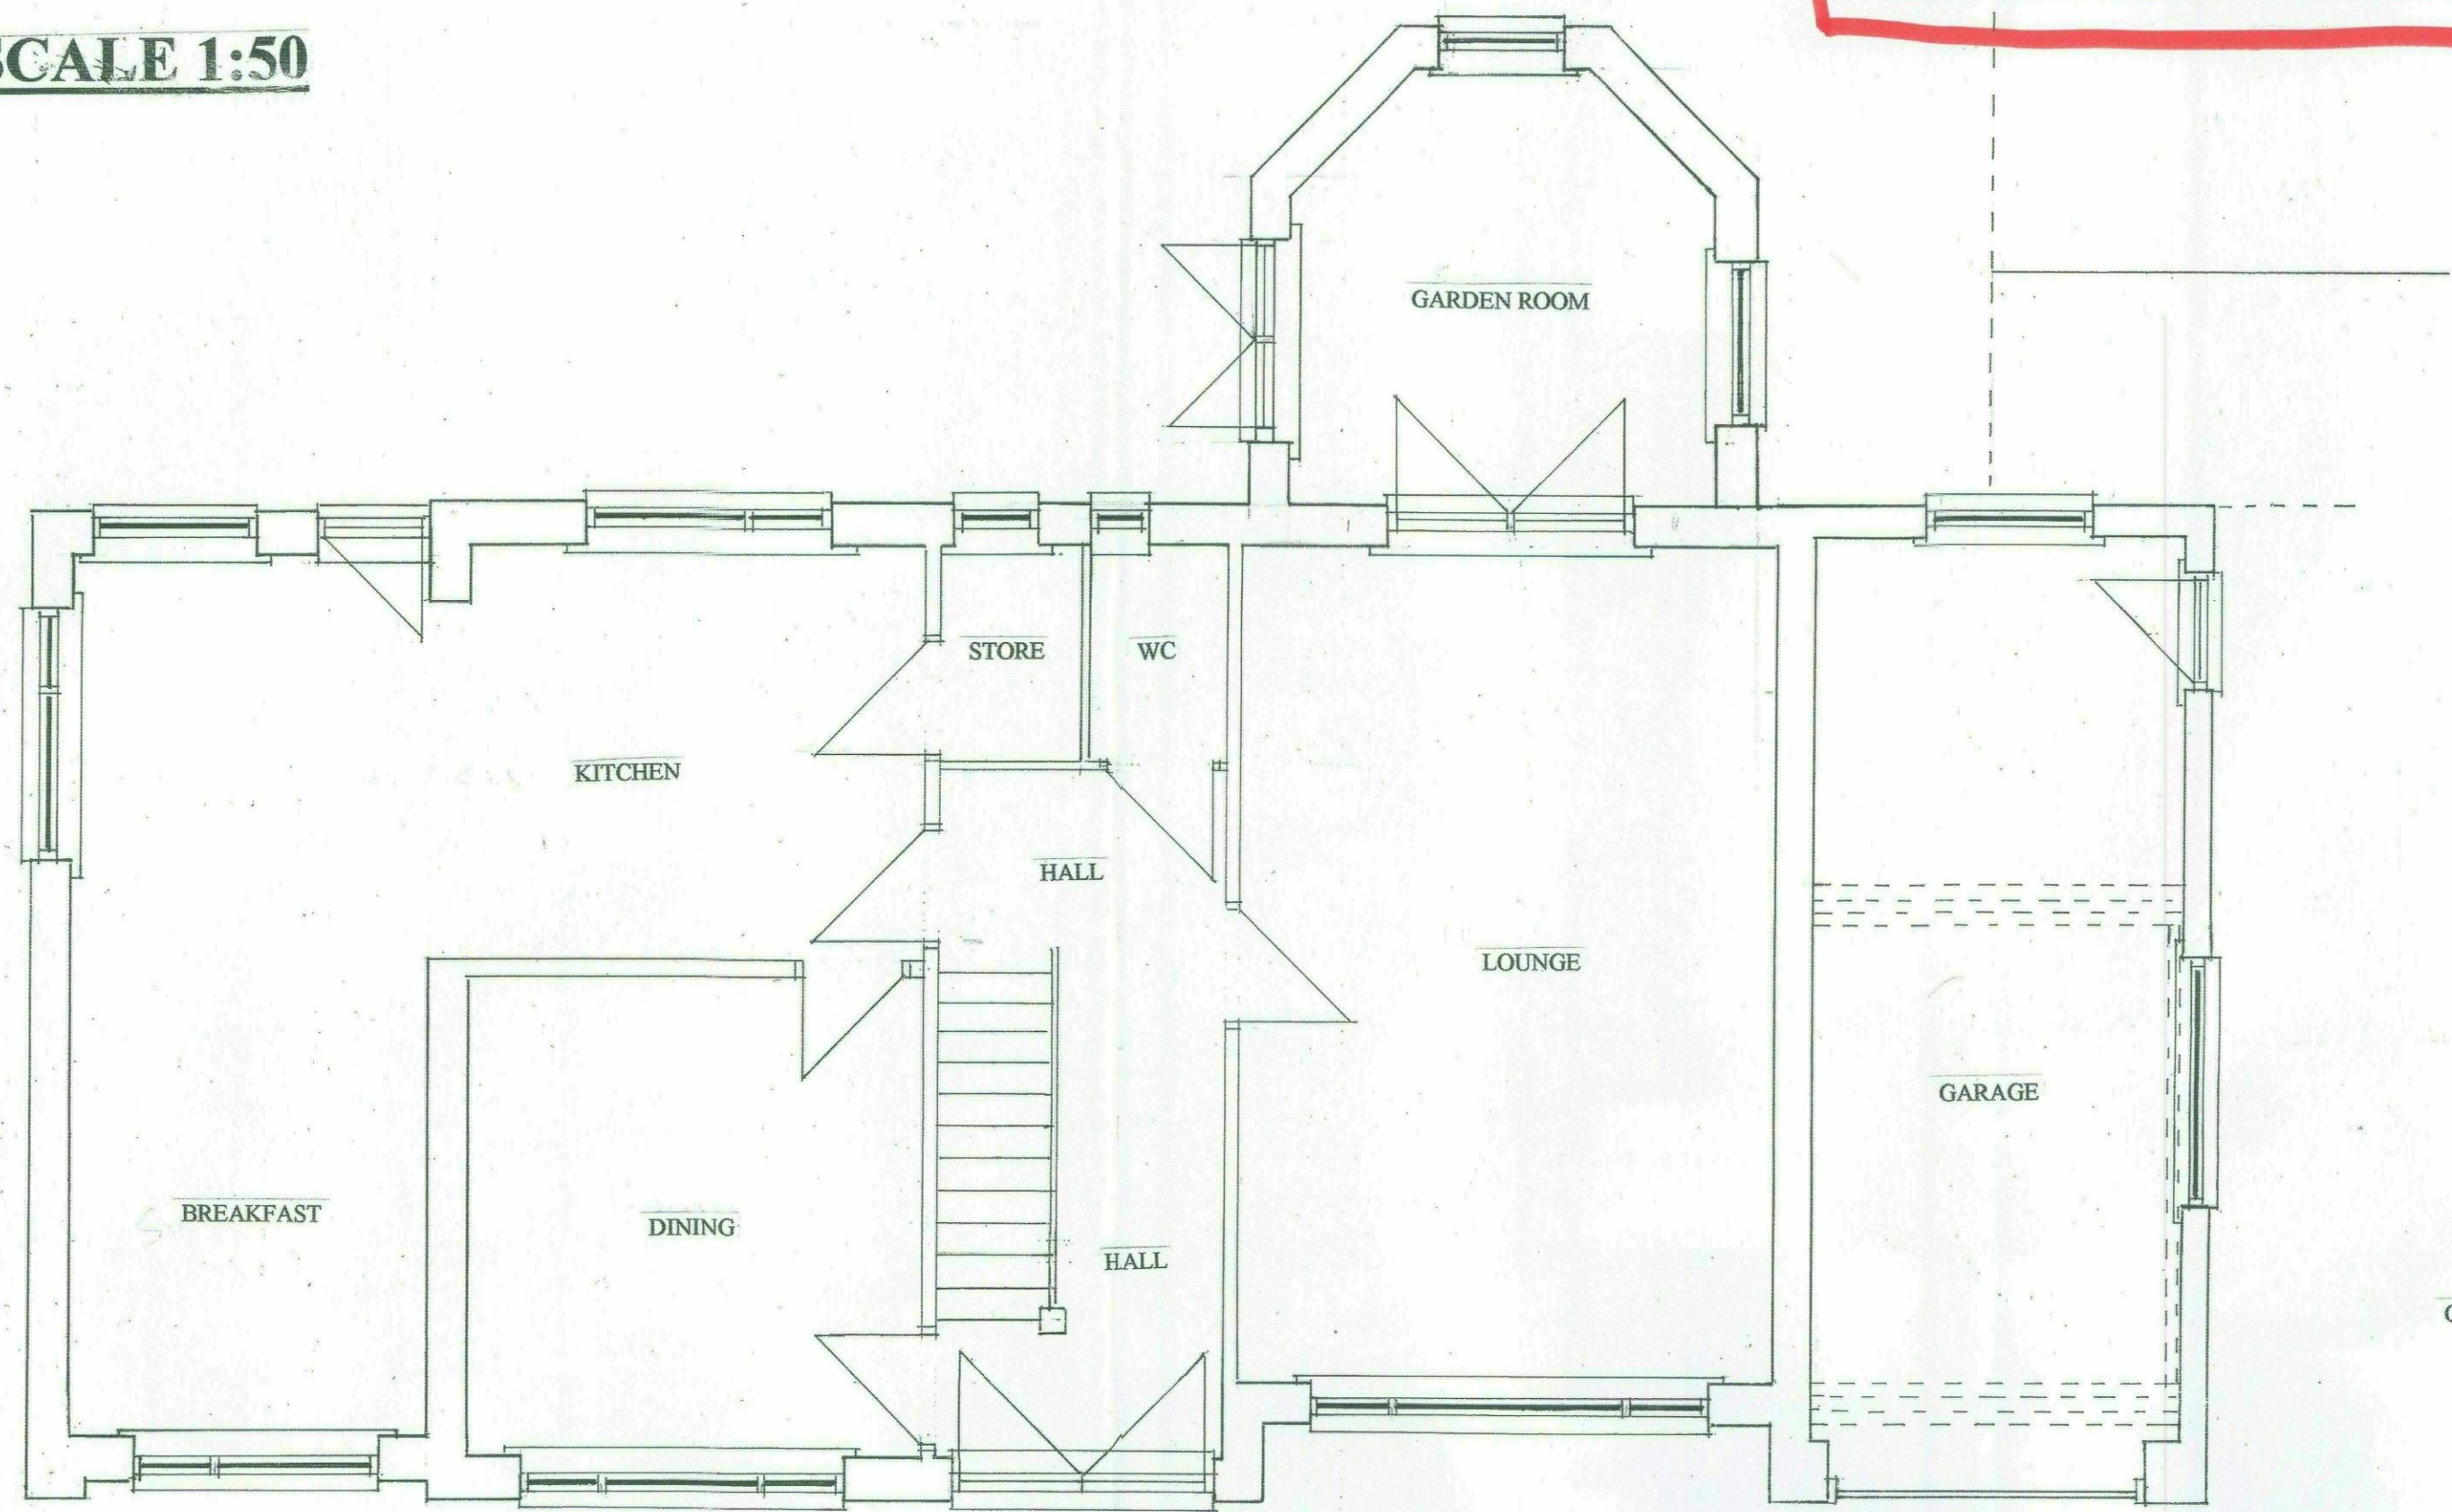 SCALE 1:50
GARDEN ROOM
STORE
WC
KITCHEN
HALL
LOUNGE
GARAGE
BREAKFAST
DINING
HALL